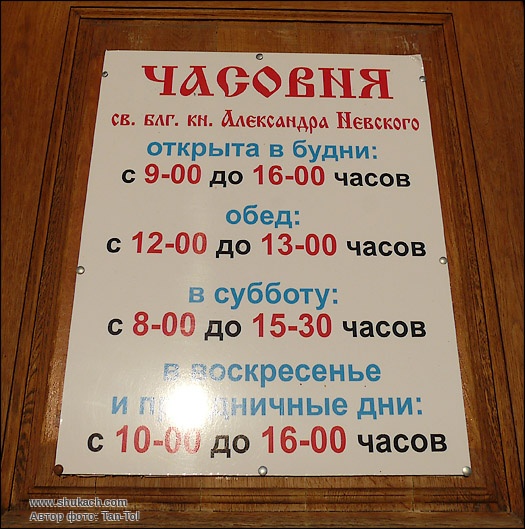 ЧАСОВНЯ
св. блг. кн. Александра Невского
открыта в будни:
с 9-00 до 16-00 часов
обед:
с 12-00 до 13-00 часов
в субботу:
с 8-00 до 15-30 часов
в воскресенье
и праздничные дни:
с 10-00 до 16-00 часов
www.shukach.com
Автор фото: Tan-Tol